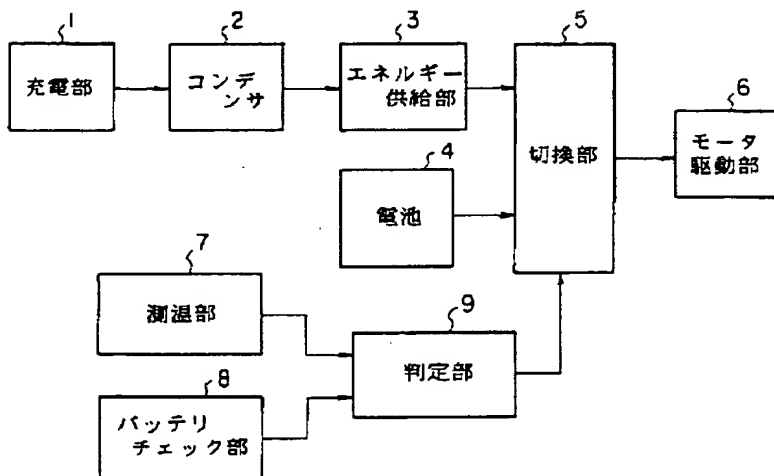 1
充電部
2
コンデ
ンサ
3
エネルギー
供給部
4
電池
5
切換部
6
モータ
駆動部
7
測温部
8
バッテリ
チェック部
9
判定部